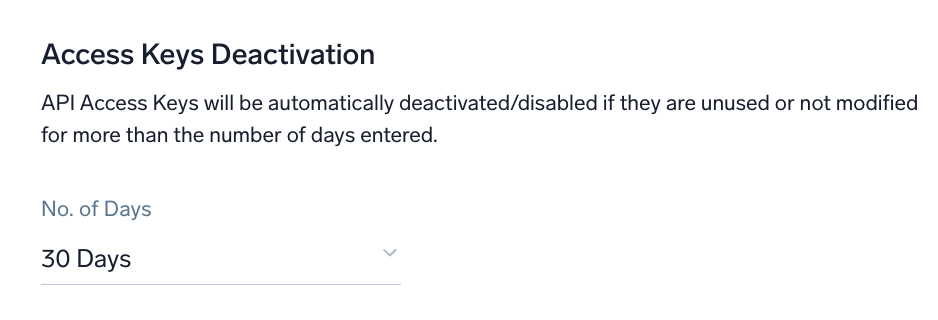 Access Keys Deactivation
API Access Keys will be automatically deactivated/disabled if they are unused or not modified
for more than the number of days entered.
No. of Days
30 Days